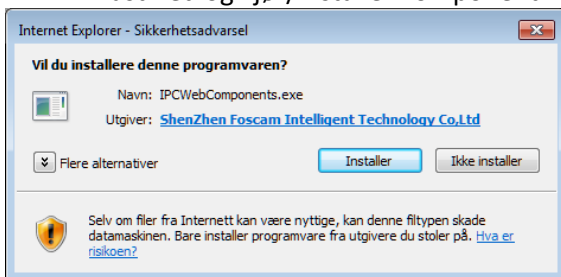 Internet Explorer - Sikkerhetsadvarsel
Vil du installere denne programvaren?
Navn: IPCWebComponents.exe
Utgiver: ShenZhen Foscam Intelligent Technology Co,Ltd
Flere alternativer
Installer
Ikke installer
Selv om filer fra Internett kan være nyttige, kan denne filtypen skade
datamaskinen. Bare installer programvare fra utgivere du stoler på. Hva er
risikoen?